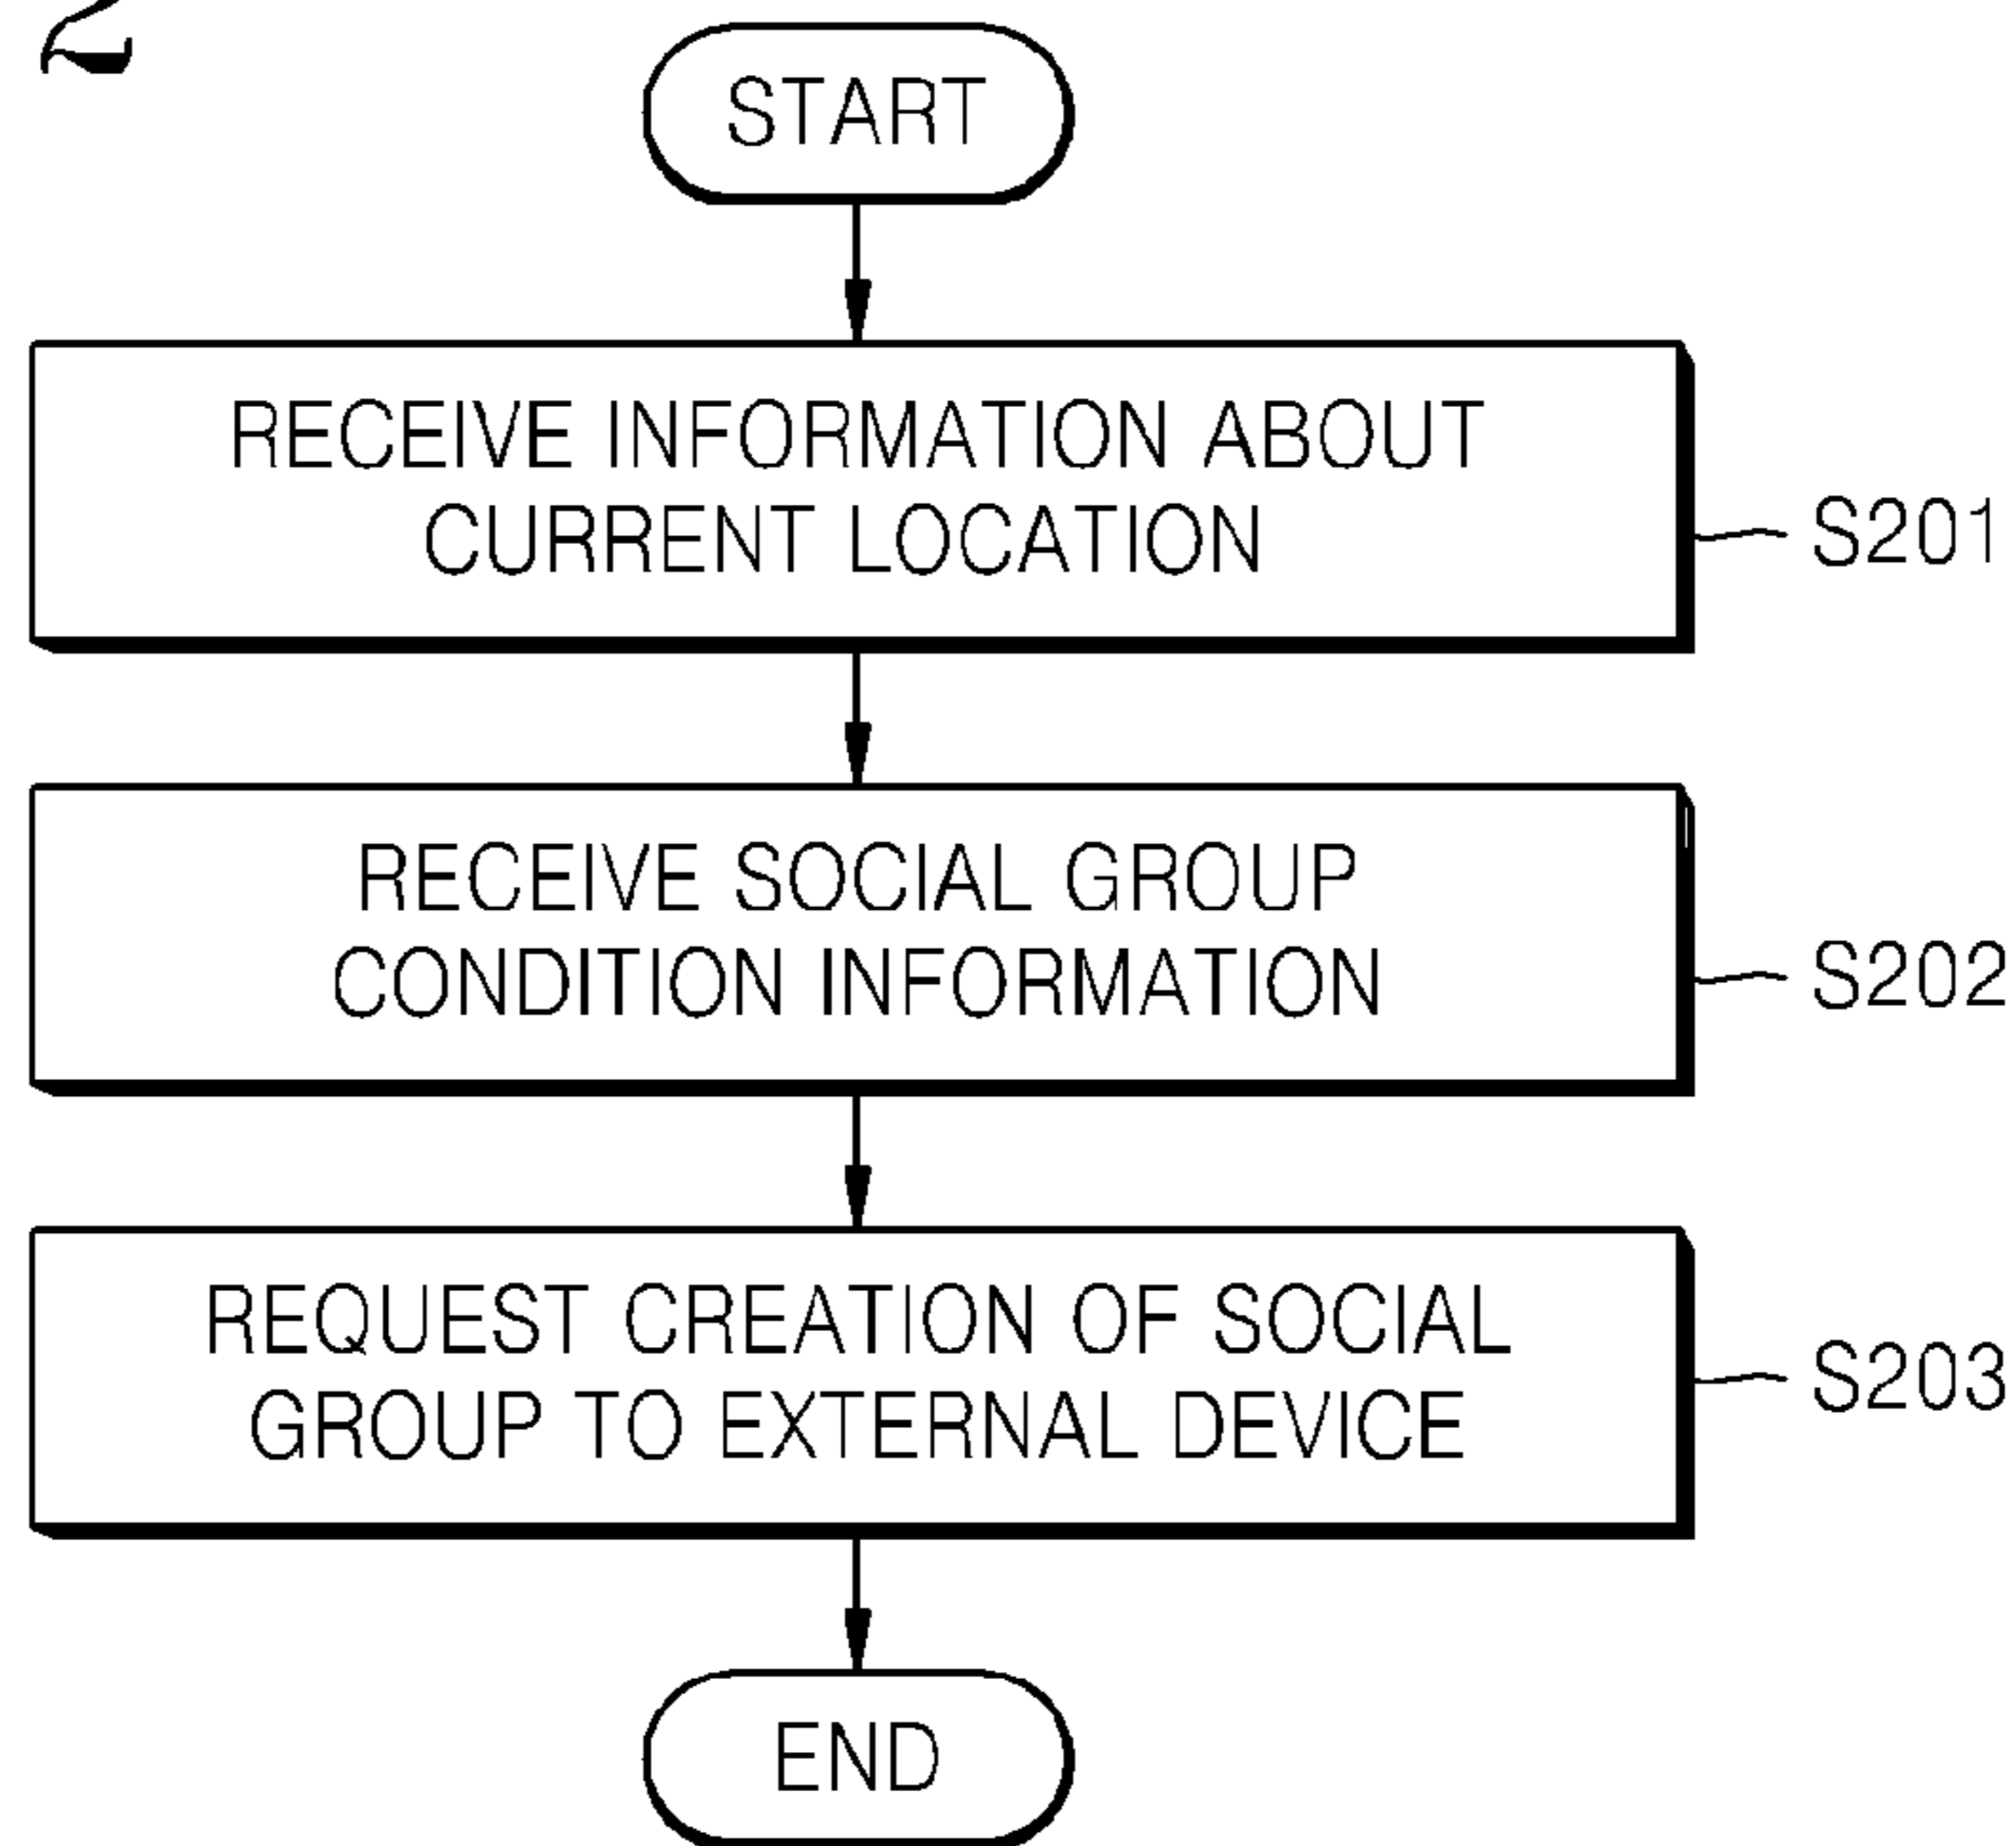 2
START
RECEIVE INFORMATION ABOUT
CURRENT LOCATION
S201
RECEIVE SOCIAL GROUP
CONDITION INFORMATION
S202
REQUEST CREATION OF SOCIAL
GROUP TO EXTERNAL DEVICE
S203
END